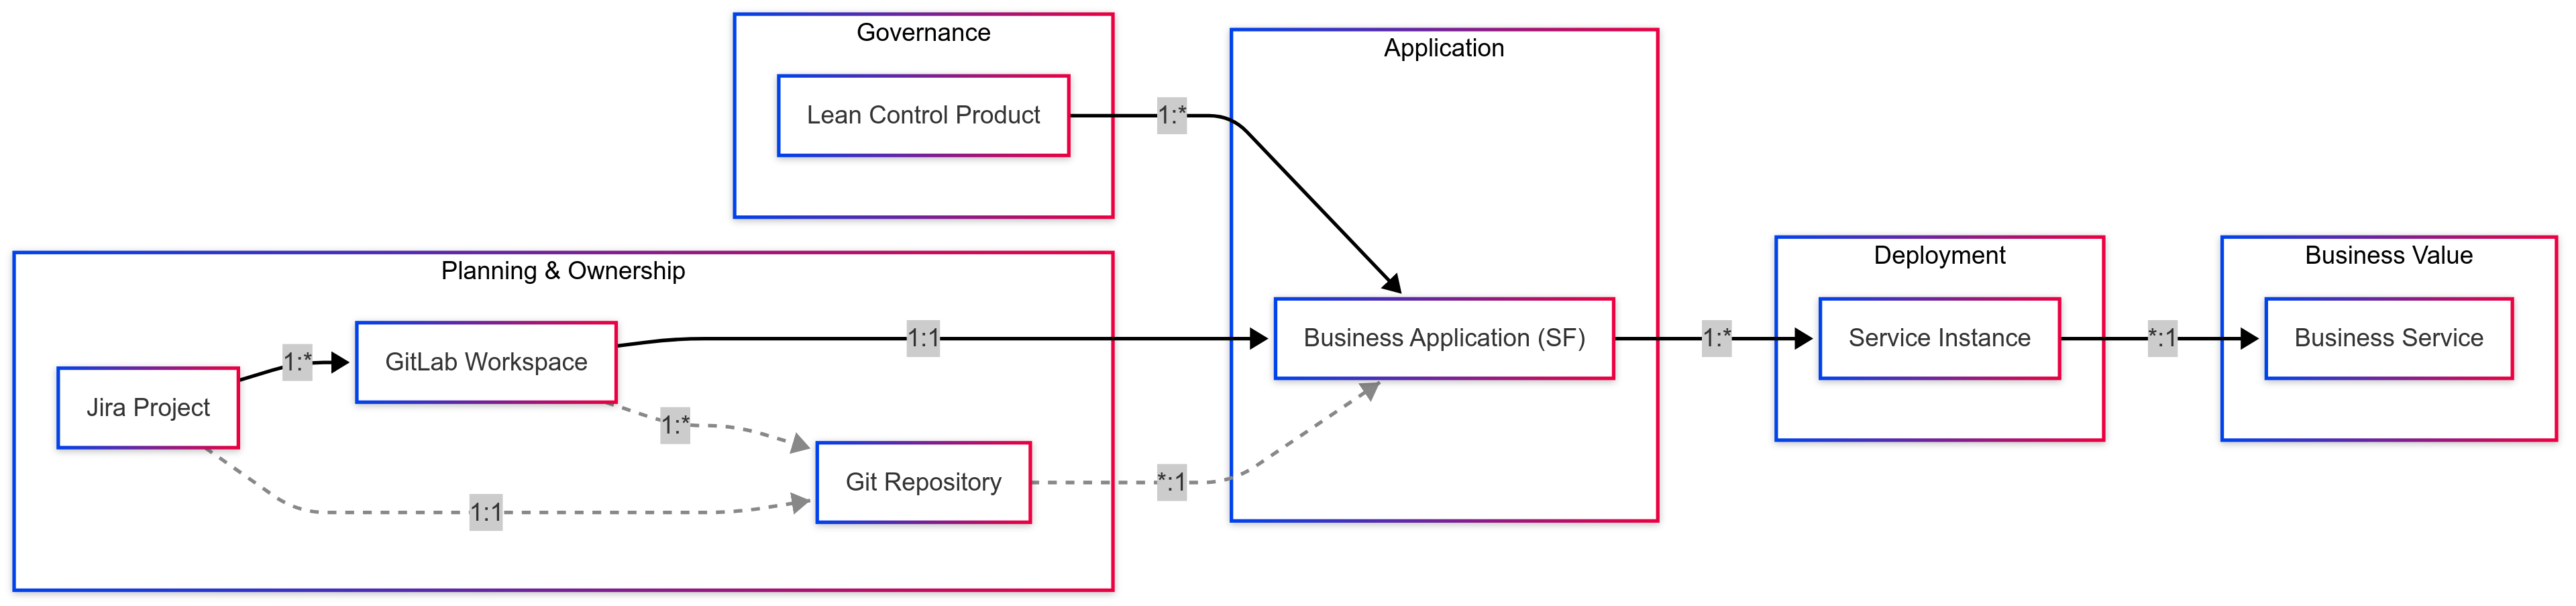 Governance
Lean Control Product
1:*
Application
Planning & Ownership
Jira Project
1:*
GitLab Workspace
1:1
1:*
1:1
Git Repository
*:1
Business Application (SF)
1:*
Deployment
Service Instance
*:1
Business Value
Business Service